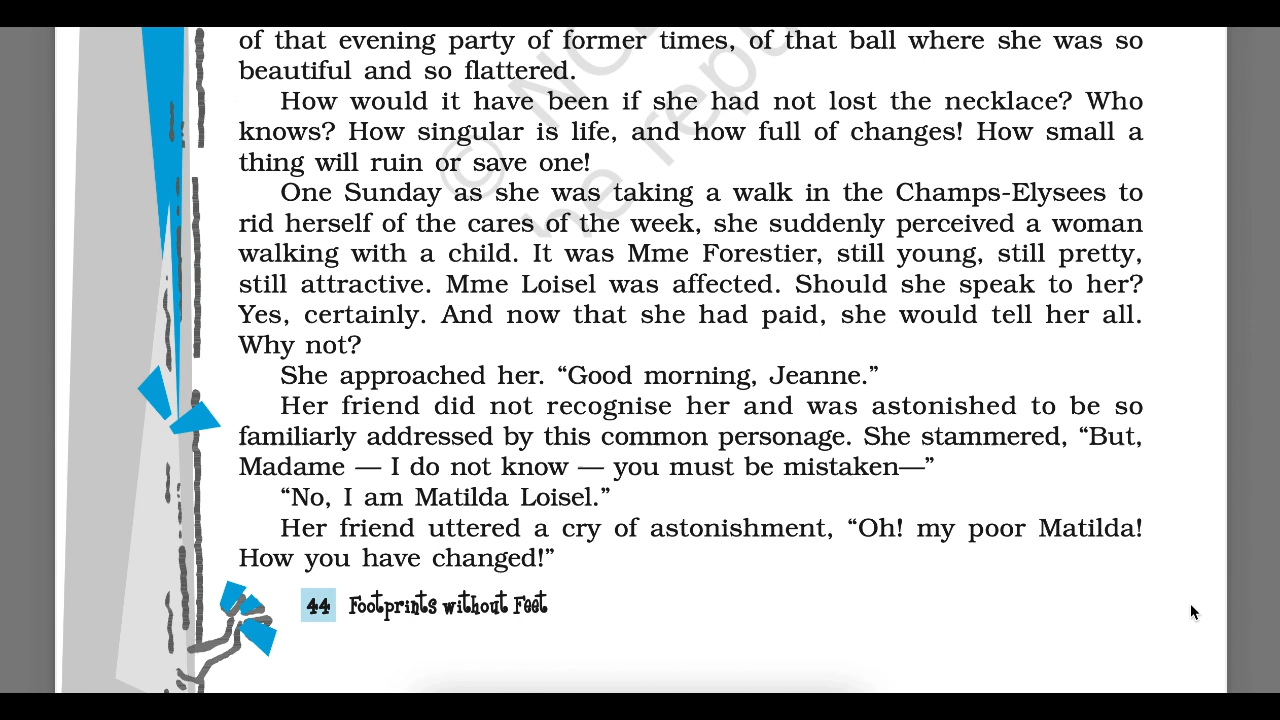 of that evening party of former times, of that ball where she was so
beautiful and so flattered.
How would it have been if she had not lost the necklace? Who
knows? How singular is life, and how full of changes! How small a
thing will ruin or save one!
One Sunday as she was taking a walk in the Champs-Elysees to
rid herself of the cares of the week, she suddenly perceived a woman
walking with a child. It was Mme Forestier, still young, still pretty,
still attractive. Mme Loisel was affected. Should she speak to her?
Yes, certainly. And now that she had paid, she would tell her all.
Why not?
She approached her. “Good morning, Jeanne.”
Her friend did not recognise her and was astonished to be so
familiarly addressed by this common personage. She stammered, “But,
Madame — I do not know — you must be mistaken—”
“No, I am Matilda Loisel.”
Her friend uttered a cry of astonishment, “Oh! my poor Matilda!
How you have changed!”
44 Footprints without Feet